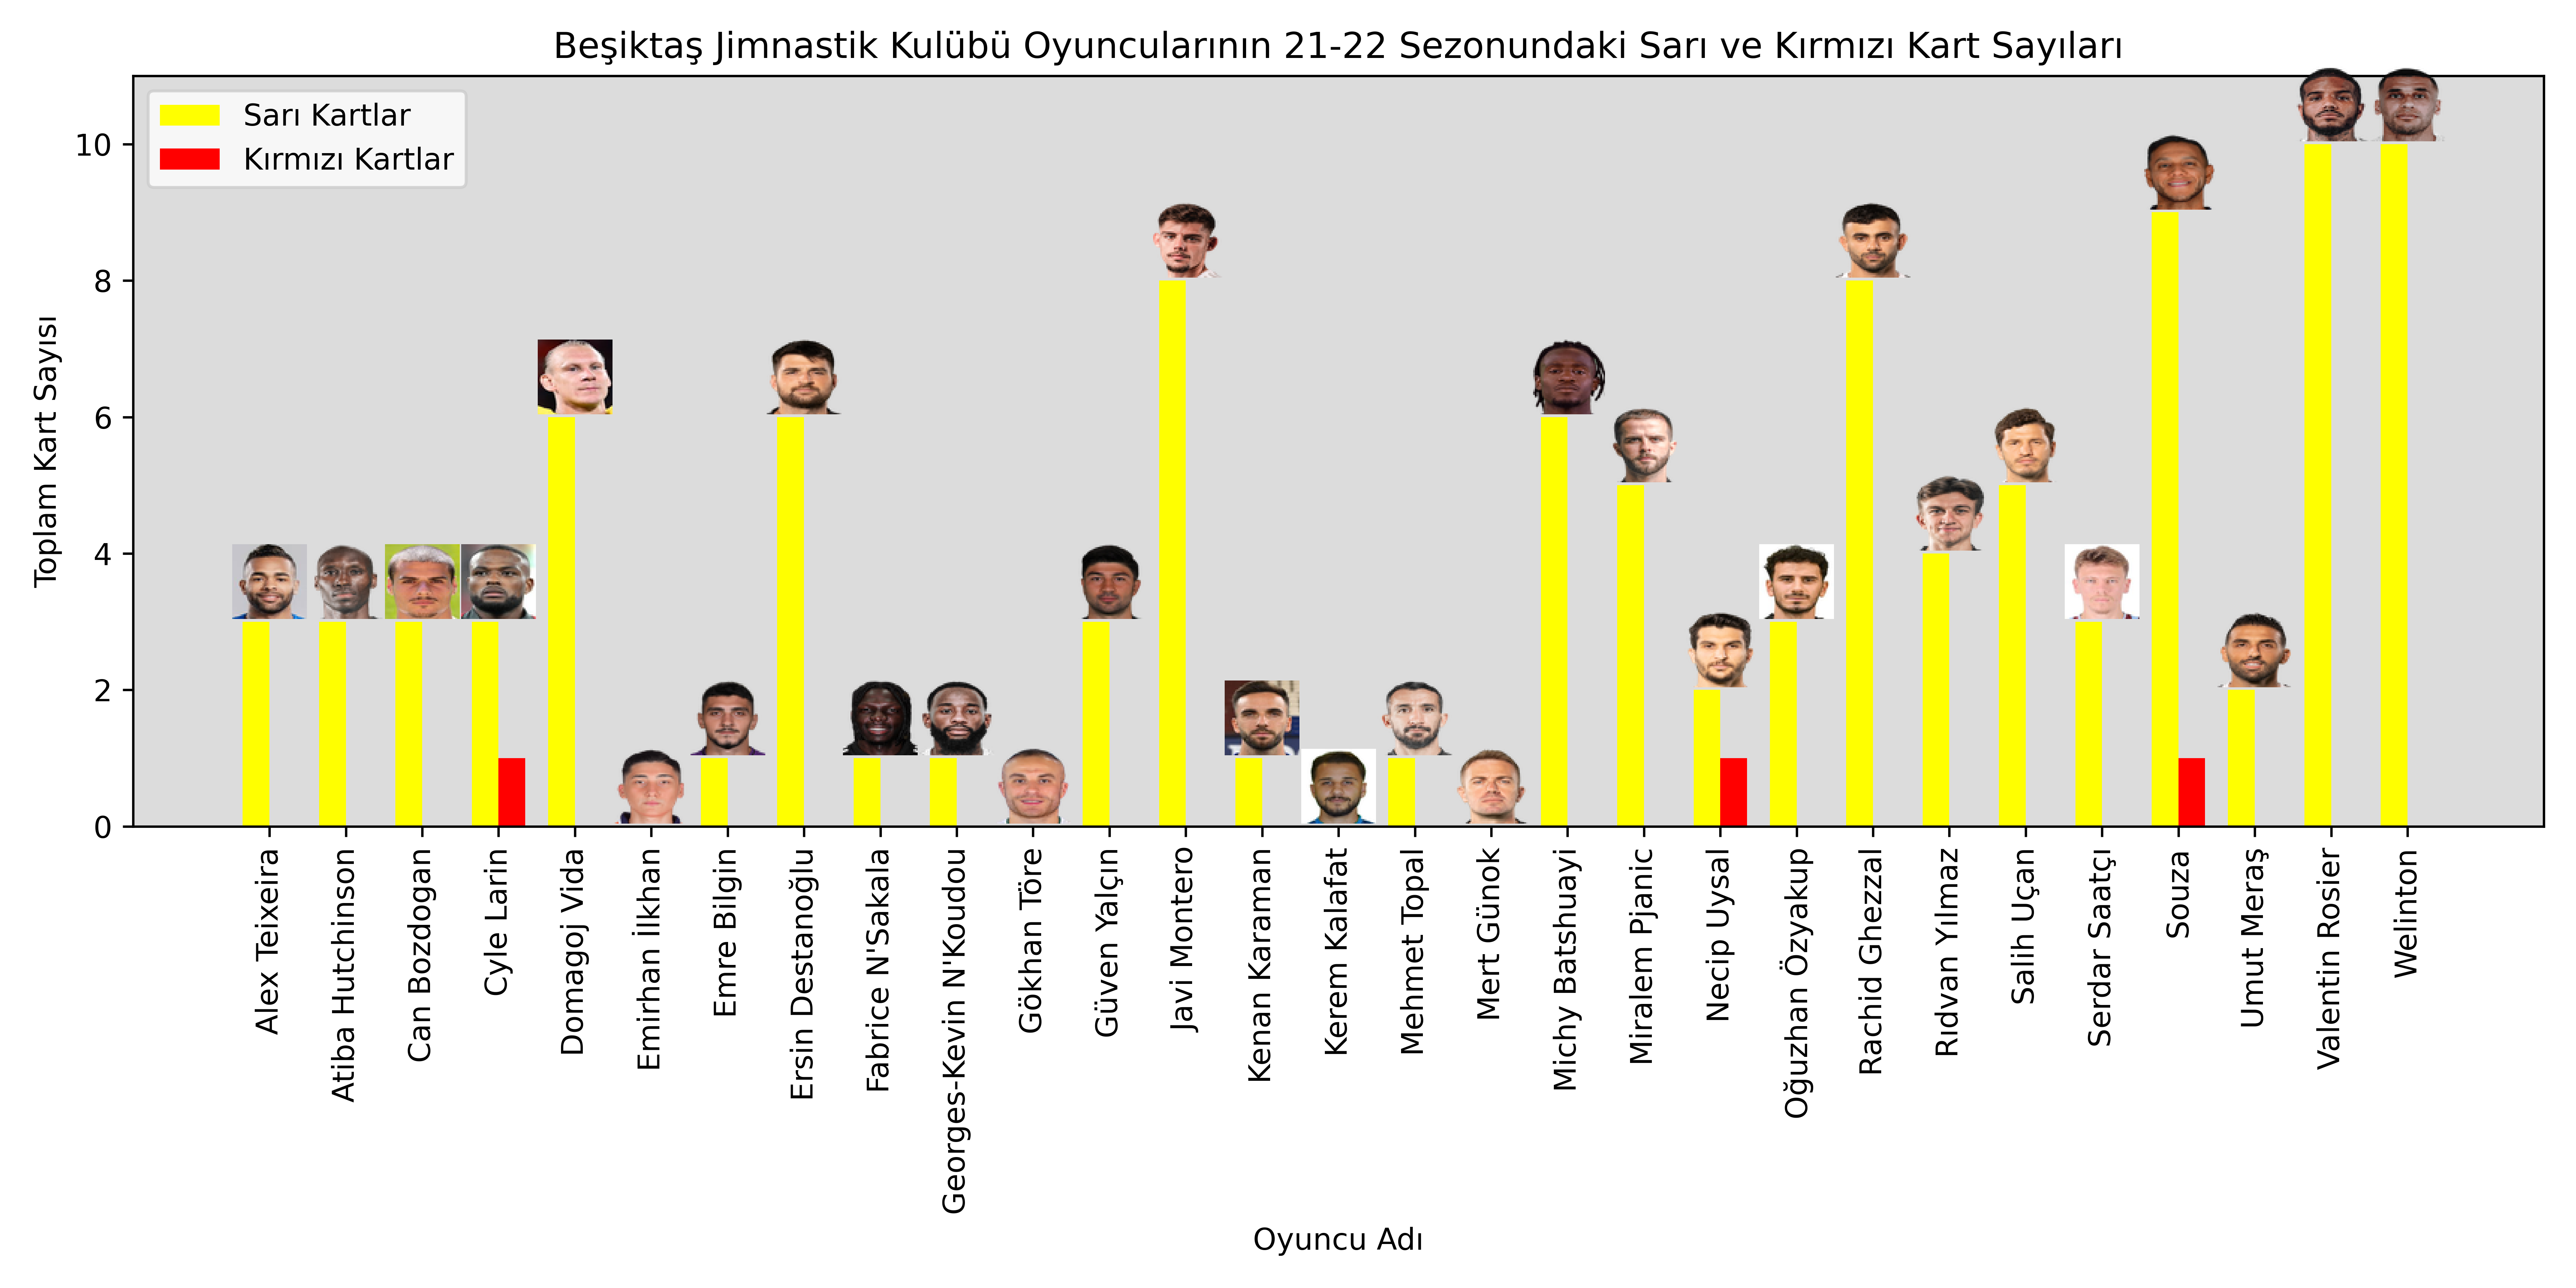 Beşiktaş Jimnastik Kulübü Oyuncularının 21-22 Sezonundaki Sarı ve Kırmızı Kart Sayıları
Sarı Kartlar
Kırmızı Kartlar
Toplam Kart Sayısı
10
8
6
4
2
0
Alex Teixeira
Atiba Hutchinson
Can Bozdogan
Cyle Larin
Domagoj Vida
Emirhan İlkhan
Emre Bilgin
Ersin Destanoğlu
Fabrice N'Sakala
Georges-Kevin N'Koudou
Gökhan Töre
Güven Yalçın
Javi Montero
Kenan Karaman
Kerem Kalafat
Mehmet Topal
Mert Günok
Michy Batshuayi
Miralem Pjanic
Necip Uysal
Oğuzhan Özyakup
Rachid Ghezzal
Rıdvan Yılmaz
Salih Uçan
Serdar Saatçı
Souza
Umut Meraş
Valentin Rosier
Welinton
Oyuncu Adı